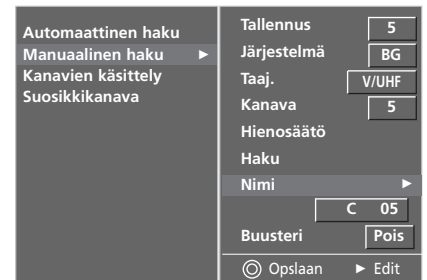 Automaattinen haku
Manuaalinen haku ►
Kanavien käsittely
Suosikkikanava
Tallennus 5
Järjestelmä BG
Taaj. V/UHF
Kanava 5
Hienosäätö
Haku
Nimi ►
C 05
Buusteri Pois
◎ Opslaan ► Edit